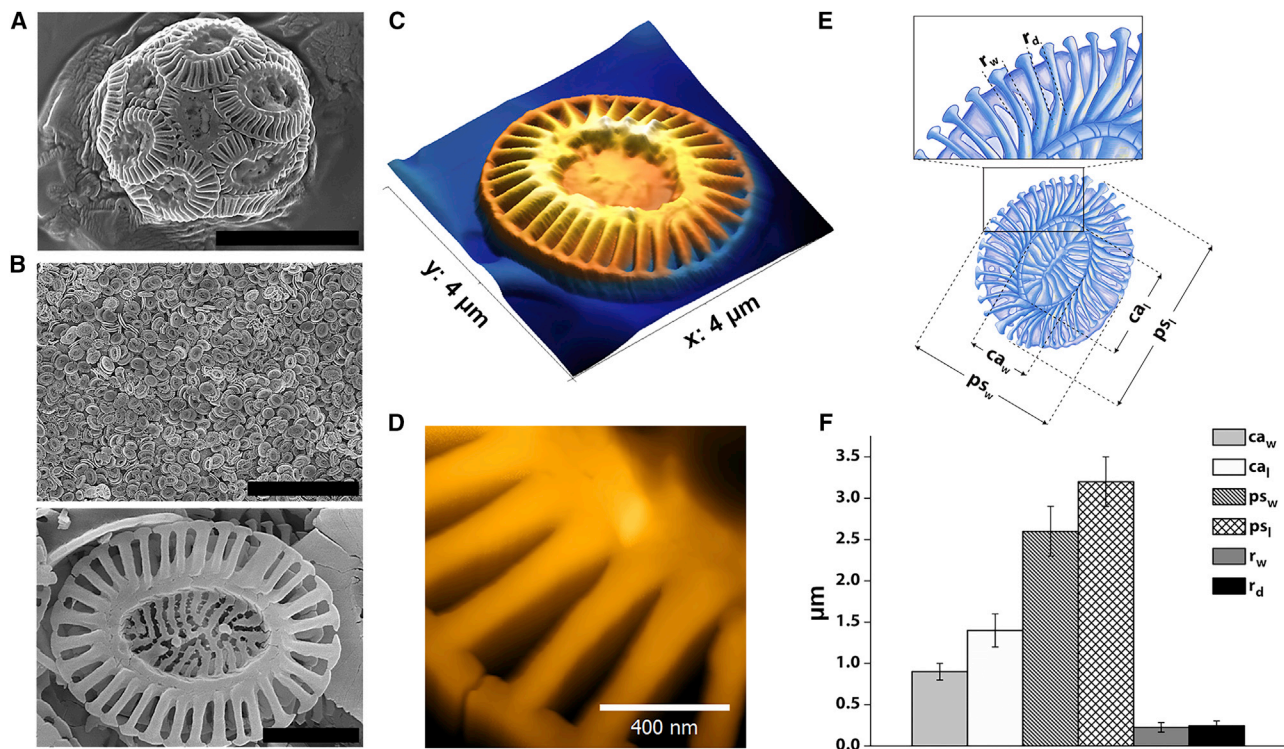 A
B
C
y: 4 µm
x: 4 µm
D
400 nm
E
r_w
r_d
ca_l
ps_l
ca_w
ps_w
F
µm
3.5
3.0
2.5
2.0
1.5
1.0
0.5
0.0
ca_w
ca_l
ps_w
ps_l
r_w
r_d